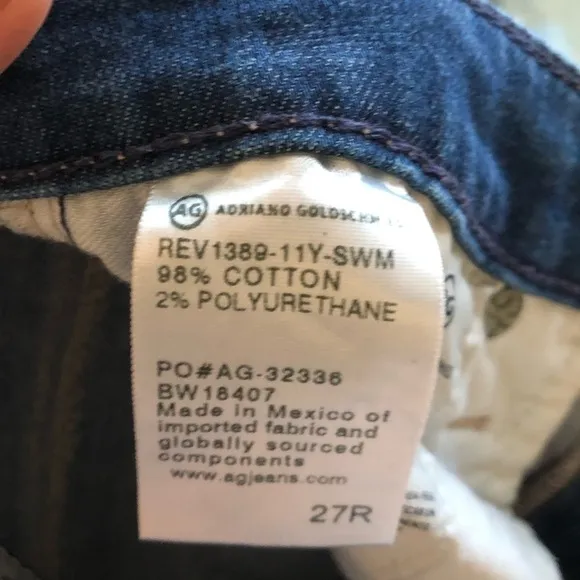 AG ADRIANO
REV1389-11Y-SWM
98% COTTON
2% POLYURETHANE
PO#AG-32336
BW18407
Made in Mexico of
imported fabric and
globally sourced
components
www.agjeans.com
27R